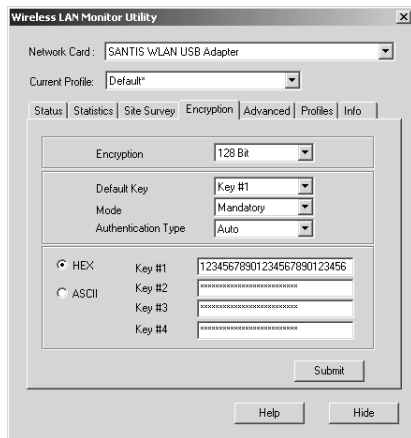 Wireless LAN Monitor Utility
Network Card : SANTIS WLAN USB Adapter
Current Profile: Default*
Status Statistics Site Survey Encryption Advanced Profiles Info
Encryption 128 Bit
Default Key Key #1
Mode Mandatory
Authentication Type Auto
HEX Key #1 12345678901234567890123456
ASCII Key #2 **************************
Key #3 **************************
Key #4 **************************
Submit
Help Hide